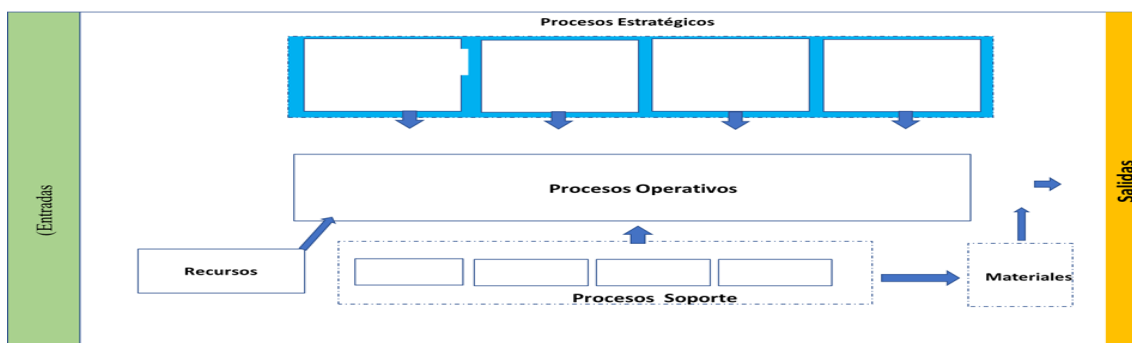 Procesos Estratégicos
(Entradas
Procesos Operativos
Salidas
Recursos
Materiales
Procesos Soporte